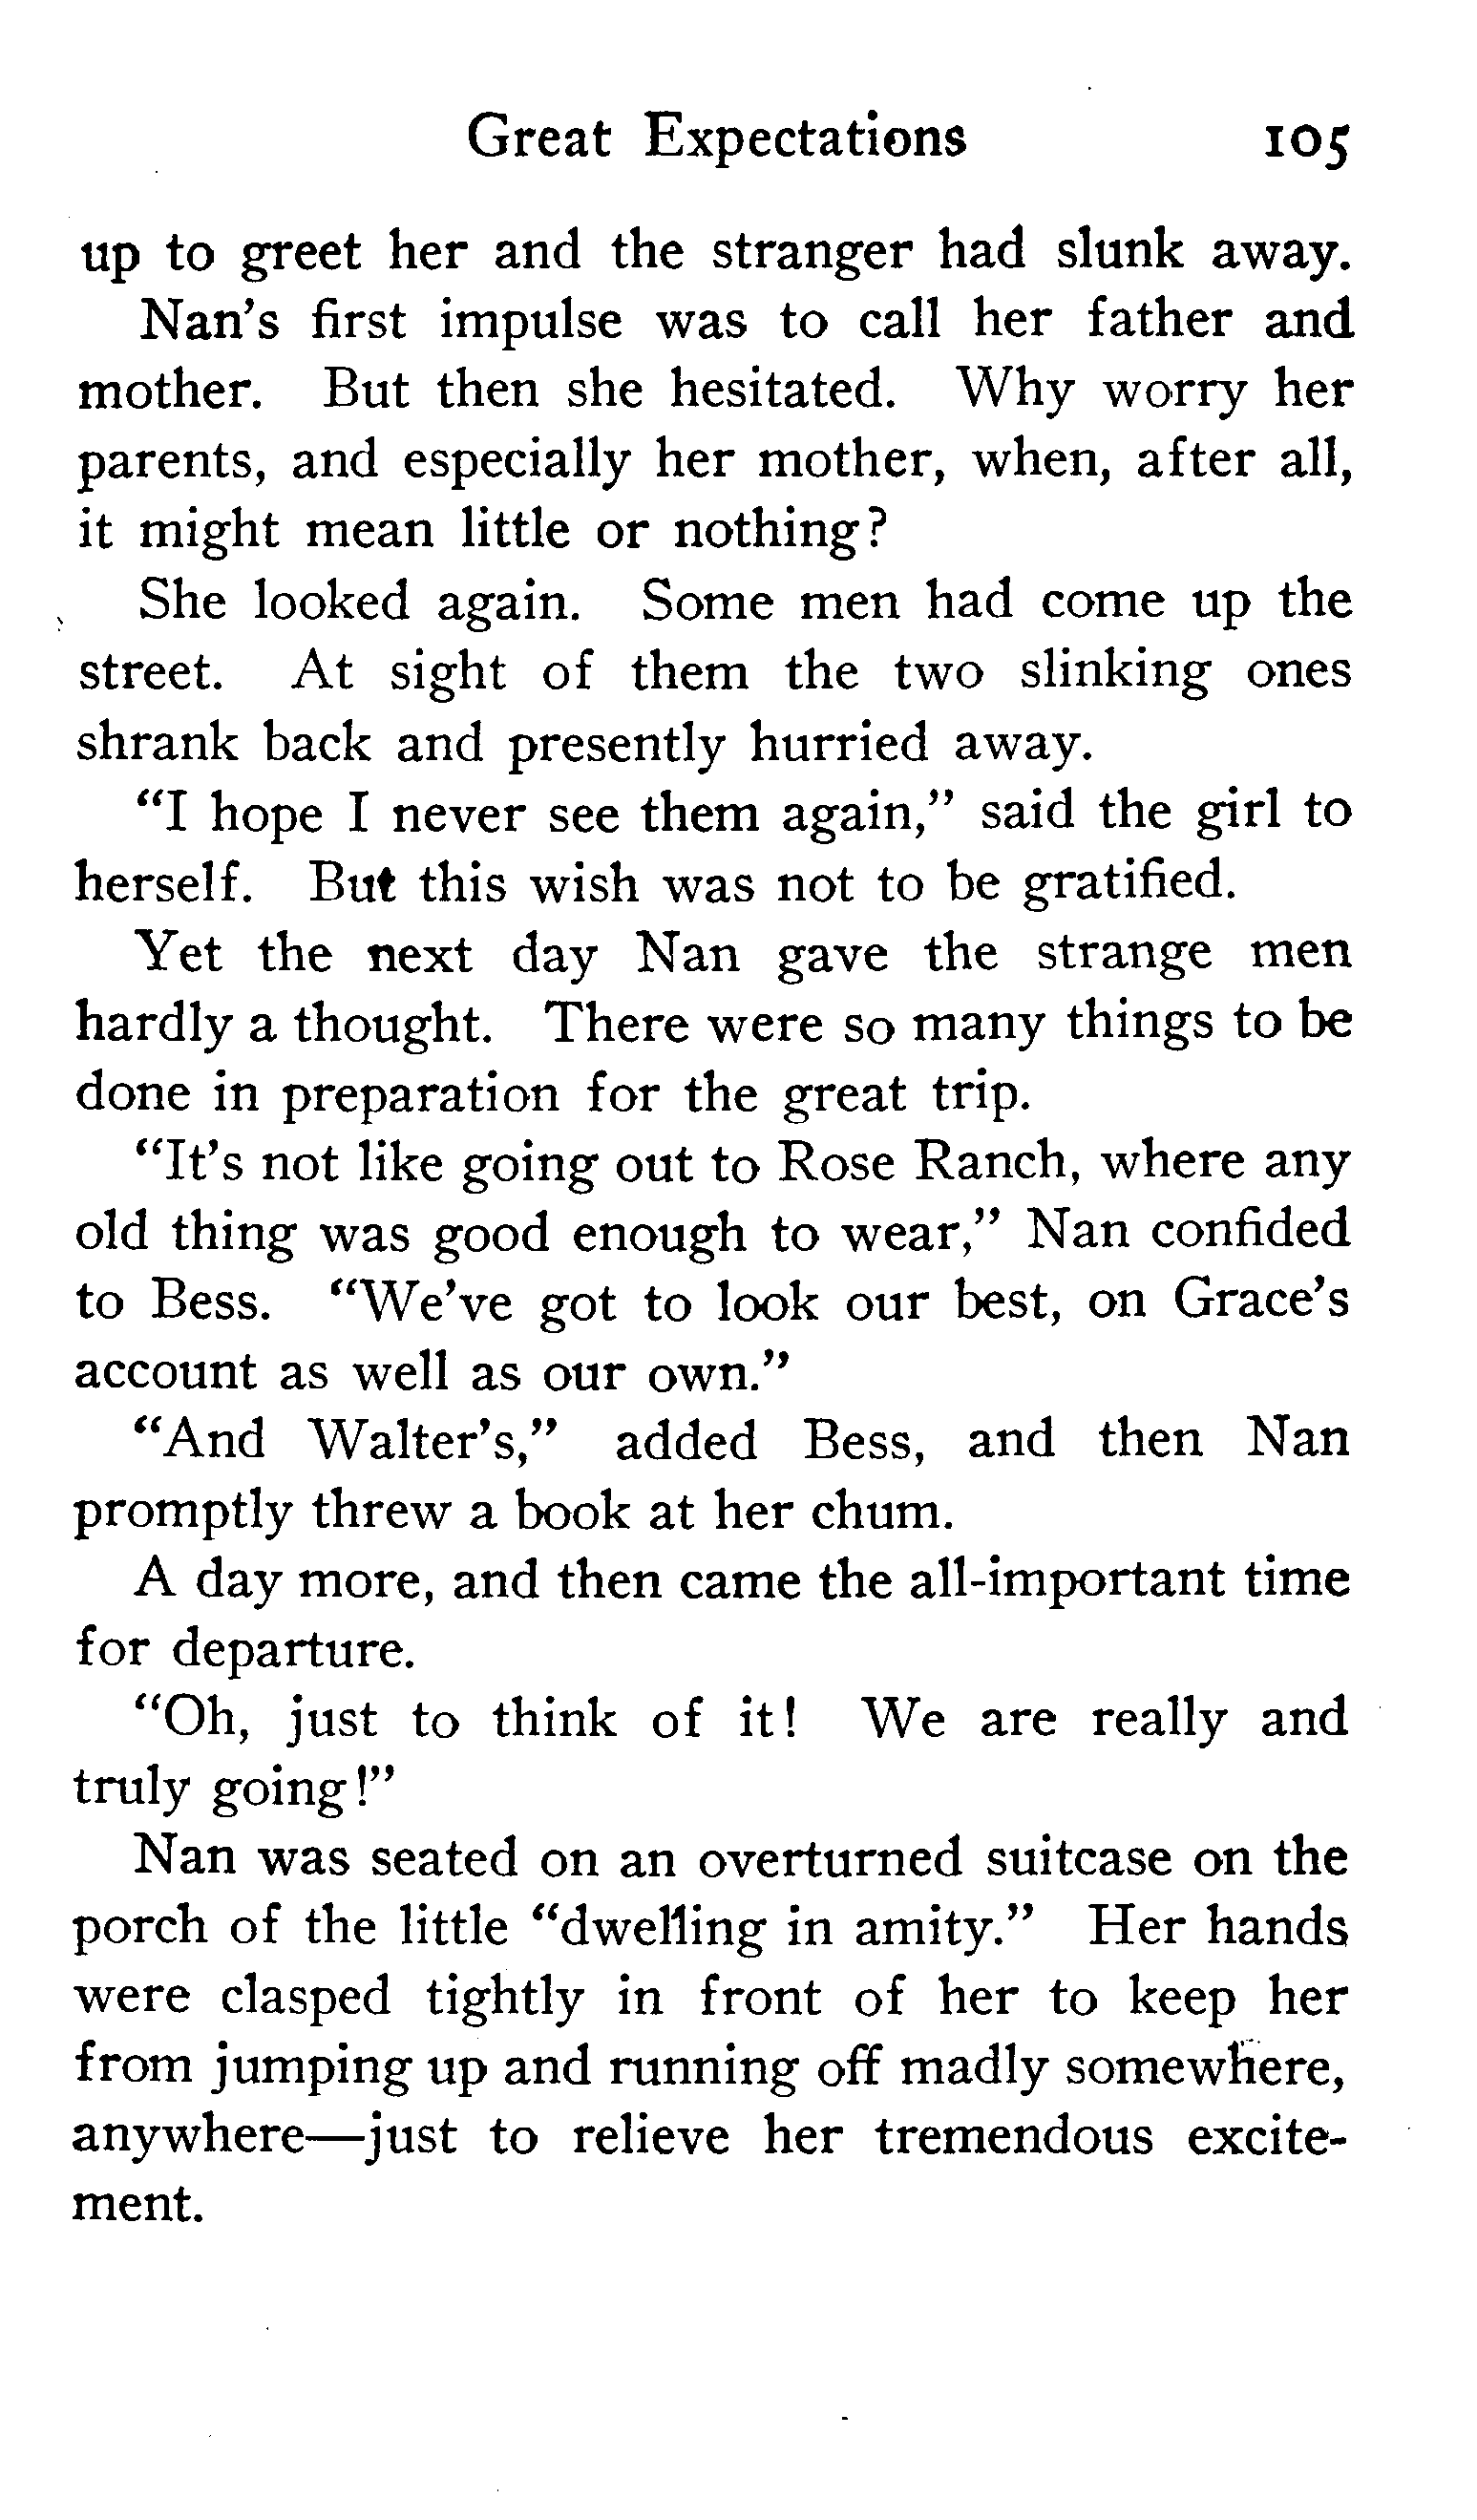 Great Expectations 105
up to greet her and the stranger had slunk away.
Nan's first impulse was to call her father and
mother. But then she hesitated. Why worry her
parents, and especially her mother, when, after all,
it might mean little or nothing?
She looked again. Some men had come up the
street. At sight of them the two slinking ones
shrank back and presently hurried away.
"I hope I never see them again," said the girl to
herself. But this wish was not to be gratified.
Yet the next day Nan gave the strange men
hardly a thought. There were so many things to be
done in preparation for the great trip.
"It's not like going out to Rose Ranch, where any
old thing was good enough to wear," Nan confided
to Bess. "We've got to look our best, on Grace's
account as well as our own."
"And Walter's," added Bess, and then Nan
promptly threw a book at her chum.
A day more, and then came the all-important time
for departure.
"Oh, just to think of it! We are really and
truly going!"
Nan was seated on an overturned suitcase on the
porch of the little "dwelling in amity." Her hands
were clasped tightly in front of her to keep her
from jumping up and running off madly somewhere,
anywhere—just to relieve her tremendous excite-
ment.